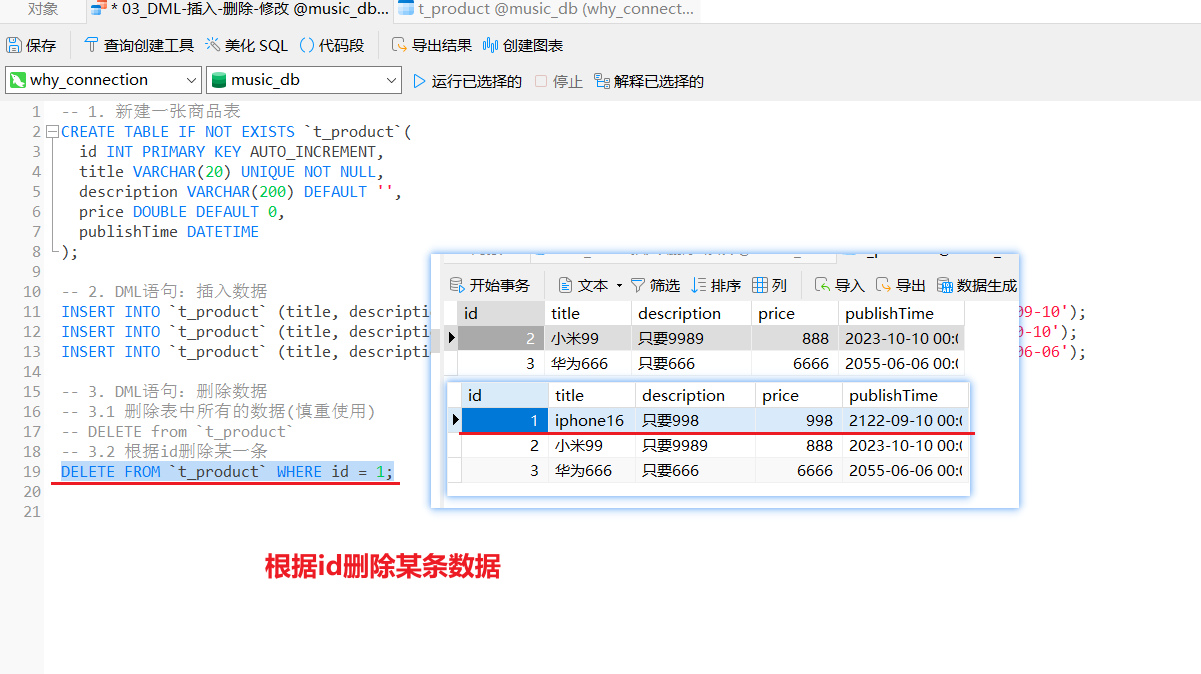 对象
* 03_DML-插入-删除-修改 @music_db...
t_product @music_db (why_connect...
保存
查询创建工具
美化 SQL
代码段
导出结果
创建图表
why_connection
music_db
运行已选择的
停止
解释已选择的
1 -- 1. 新建一张商品表
2 CREATE TABLE IF NOT EXISTS `t_product`(
3 id INT PRIMARY KEY AUTO_INCREMENT,
4 title VARCHAR(20) UNIQUE NOT NULL,
5 description VARCHAR(200) DEFAULT '',
6 price DOUBLE DEFAULT 0,
7 publishTime DATETIME
8 );
9
10 -- 2. DML语句: 插入数据
11 INSERT INTO `t_product` (title, descripti 09-10');
12 INSERT INTO `t_product` (title, descripti 0-10');
13 INSERT INTO `t_product` (title, descripti 06-06');
14
15 -- 3. DML语句: 删除数据
16 -- 3.1 删除表中所有的数据(慎重使用)
17 -- DELETE from `t_product`
18 -- 3.2 根据id删除某一条
19 DELETE FROM `t_product` WHERE id = 1;
20
21
开始事务 文本 筛选 排序 列 导入 导出 数据生成
id title description price publishTime
2 小米99 只要9989 888 2023-10-10 00:0
3 华为666 只要666 6666 2055-06-06 00:0
id title description price publishTime
1 iphone16 只要998 998 2122-09-10 00:0
2 小米99 只要9989 888 2023-10-10 00:0
3 华为666 只要666 6666 2055-06-06 00:0
根据id删除某条数据